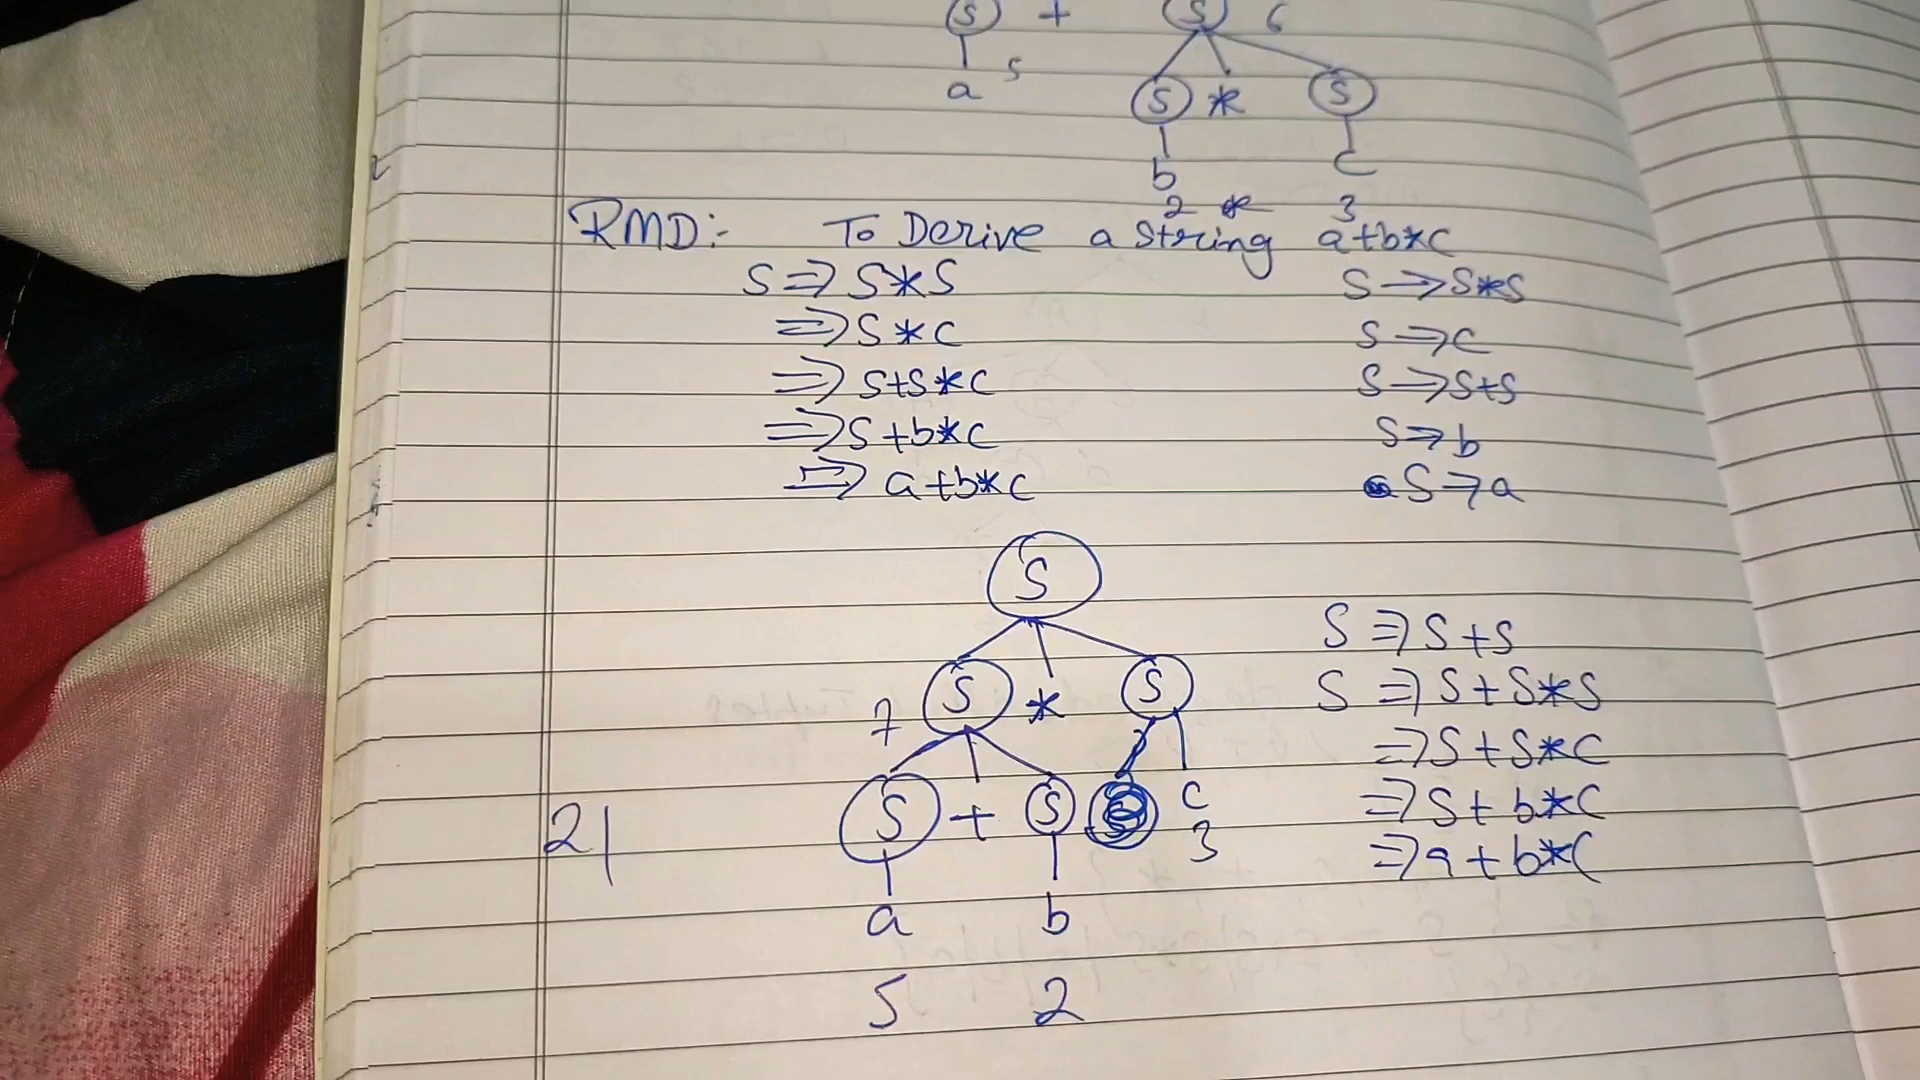 S + S 6
a 5 S * S
b C
2 * 3
RMD:- To Derive a string a+b*c
S ⇒ S*S S → S*S
⇒ S*C S → C
⇒ S+S*C S → S+S
⇒ S+b*C S → b
⇒ a+b*C S → a
S
S ⇒ S+S
7 S * S S ⇒ S+S*S
⇒ S+S*C
21 S + S C ⇒ S+b*C
3 ⇒ a+b*C
a b
5 2